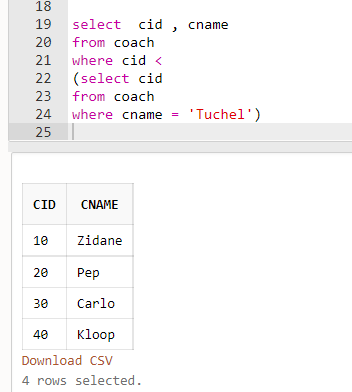 18
19 select cid , cname
20 from coach
21 where cid <
22 (select cid
23 from coach
24 where cname = 'Tuchel')
25
CID CNAME
10 Zidane
20 Pep
30 Carlo
40 Kloop
Download CSV
4 rows selected.